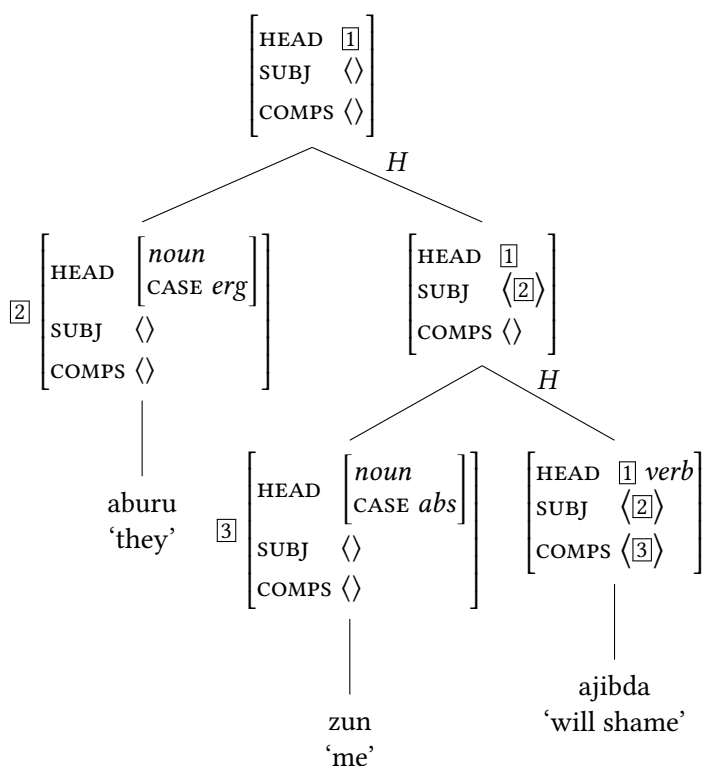 HEAD 1
SUBJ ⟨⟩
COMPS ⟨⟩
H
2
HEAD noun
CASE erg
SUBJ ⟨⟩
COMPS ⟨⟩
HEAD 1
SUBJ ⟨2⟩
COMPS ⟨⟩
H
aburu
‘they’
3
HEAD noun
CASE abs
SUBJ ⟨⟩
COMPS ⟨⟩
HEAD 1 verb
SUBJ ⟨2⟩
COMPS ⟨3⟩
zun
‘me’
ajibda
‘will shame’